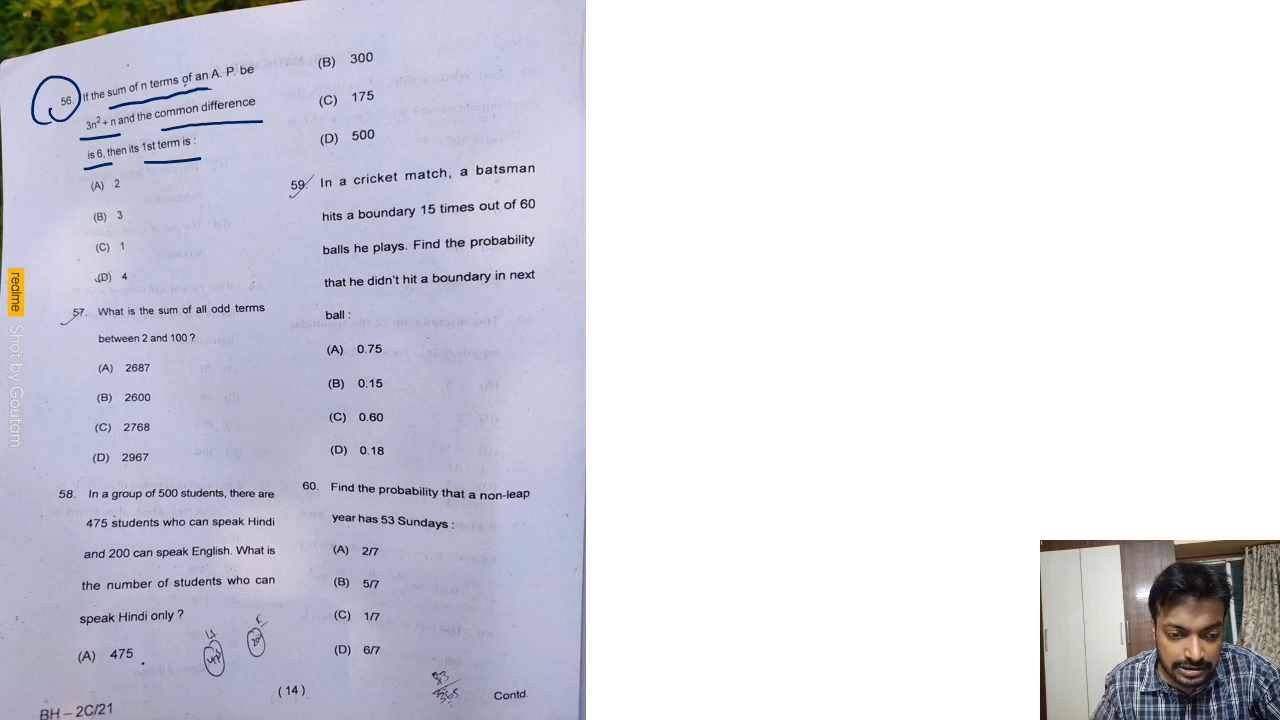 56. If the sum of n terms of an A. P. be
3n² + n and the common difference
is 6, then its 1st term is :
(A) 2
(B) 3
(C) 1
(D) 4
57. What is the sum of all odd terms
between 2 and 100 ?
(A) 2687
(B) 2600
(C) 2768
(D) 2967
58. In a group of 500 students, there are
475 students who can speak Hindi
and 200 can speak English. What is
the number of students who can
speak Hindi only ?
(A) 475
(B) 300
(C) 175
(D) 500
59. In a cricket match, a batsman
hits a boundary 15 times out of 60
balls he plays. Find the probability
that he didn't hit a boundary in next
ball :
(A) 0.75
(B) 0.15
(C) 0.60
(D) 0.18
60. Find the probability that a non-leap
year has 53 Sundays :
(A) 2/7
(B) 5/7
(C) 1/7
(D) 6/7
H
E
475
(14)
Contd.
BH – 2C/21
realme Shot by Goutam